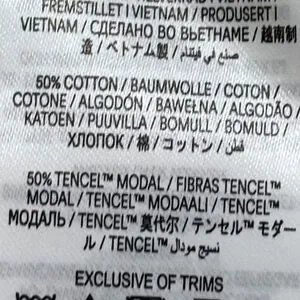 FREMSTILLET I VIETNAM / PRODUSERT I
VIETNAM / СДЕЛАНО ВО ВЬЕТНАМЕ / 越南制
造 / ベトナム製 / صنع في فيتنام
50% COTTON / BAUMWOLLE / COTON /
COTONE / ALGODÓN / BAWEŁNA / ALGODÃO /
KATOEN / PUUVILLA / BOMULL / BOMULD /
ХЛОПОК / 棉 / コットン / قطن
50% TENCEL™ MODAL / FIBRAS TENCEL™
MODAL / TENCEL™ MODAALI / TENCEL™
МОДАЛЬ / TENCEL™ 莫代尔 / テンセル™ モダー
ル / TENCEL™ نسيج مودال
EXCLUSIVE OF TRIMS